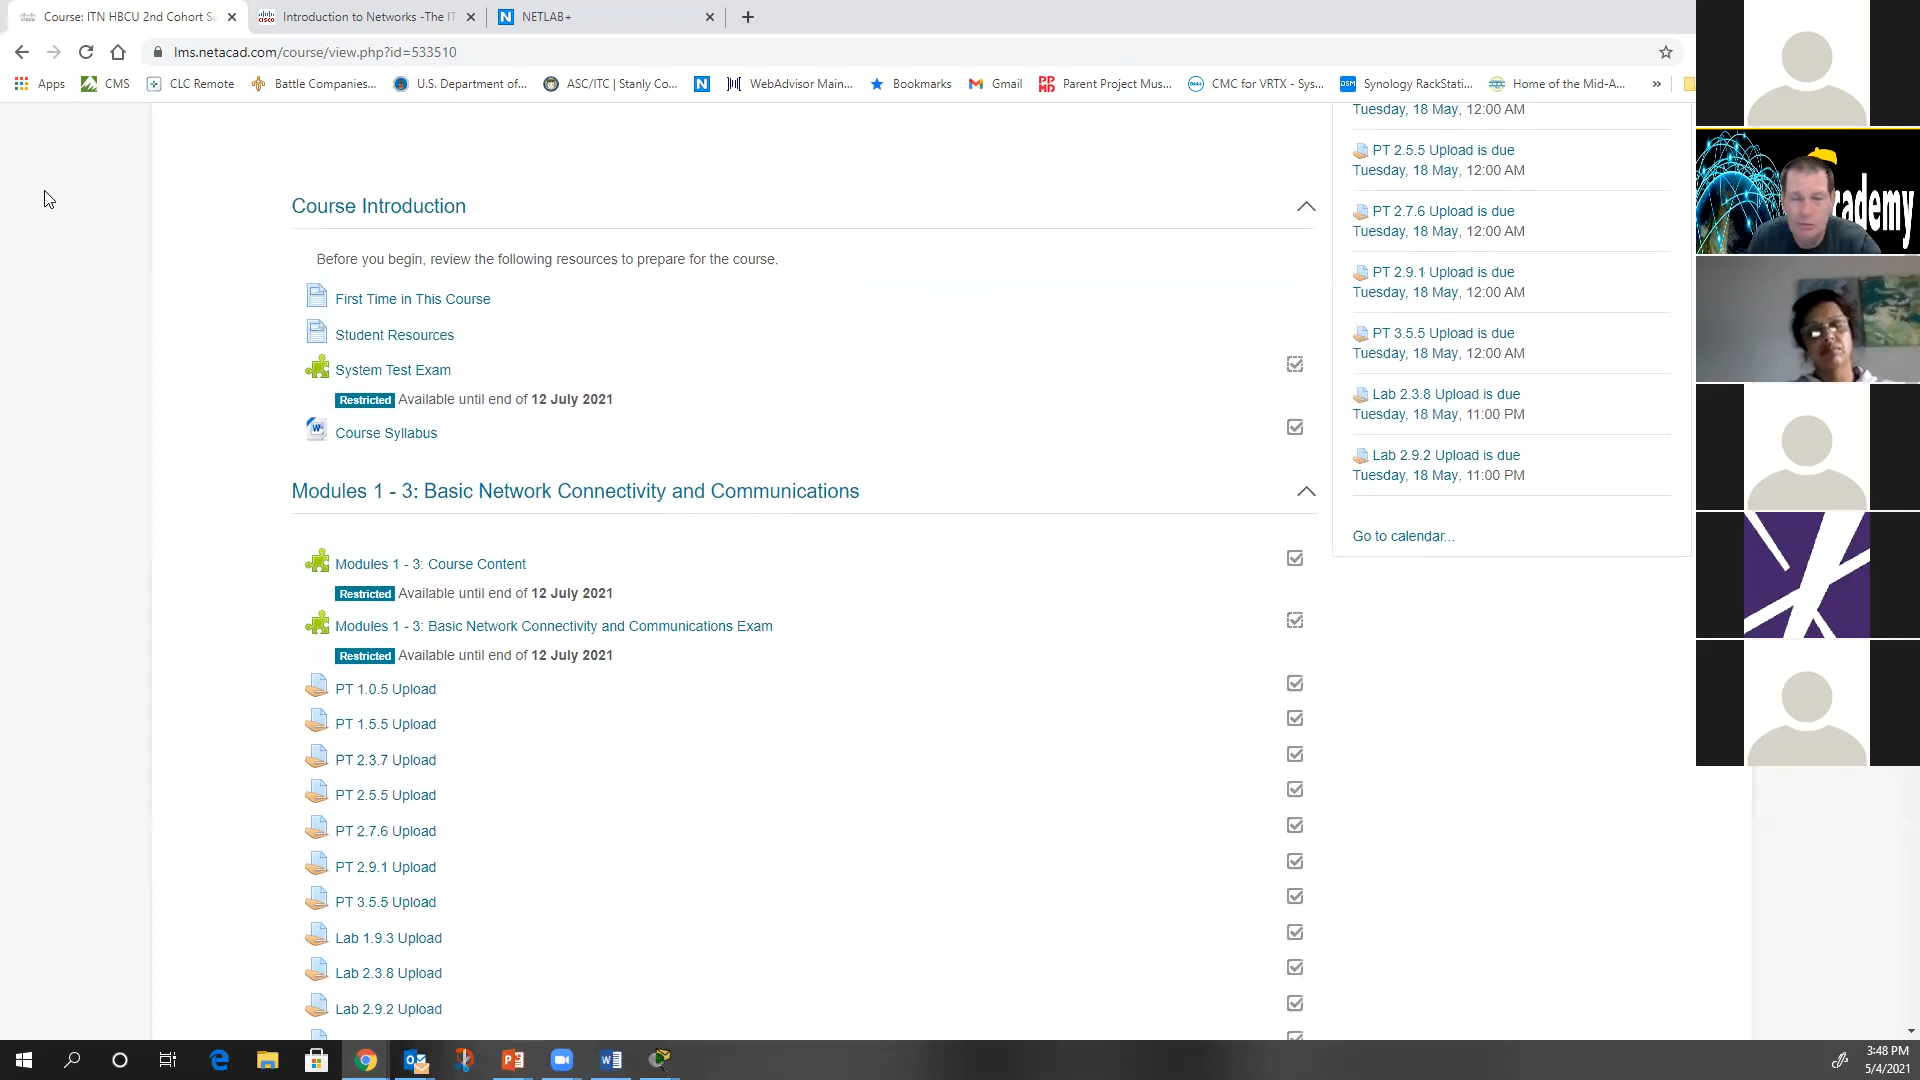 Course: ITN HBCU 2nd Cohort Su
Introduction to Networks -The IT
NETLAB+
lms.netacad.com/course/view.php?id=533510
Apps
CMS
CLC Remote
Battle Companies...
U.S. Department of...
ASC/ITC | Stanly Co...
WebAdvisor Main...
Bookmarks
Gmail
Parent Project Mus...
CMC for VRTX - Sys...
Synology RackStati...
Home of the Mid-A...
»
Course Introduction
Before you begin, review the following resources to prepare for the course.
First Time in This Course
Student Resources
System Test Exam
Restricted Available until end of 12 July 2021
Course Syllabus
Modules 1 - 3: Basic Network Connectivity and Communications
Modules 1 - 3: Course Content
Restricted Available until end of 12 July 2021
Modules 1 - 3: Basic Network Connectivity and Communications Exam
Restricted Available until end of 12 July 2021
PT 1.0.5 Upload
PT 1.5.5 Upload
PT 2.3.7 Upload
PT 2.5.5 Upload
PT 2.7.6 Upload
PT 2.9.1 Upload
PT 3.5.5 Upload
Lab 1.9.3 Upload
Lab 2.3.8 Upload
Lab 2.9.2 Upload
Tuesday, 18 May, 12:00 AM
PT 2.5.5 Upload is due
Tuesday, 18 May, 12:00 AM
PT 2.7.6 Upload is due
Tuesday, 18 May, 12:00 AM
PT 2.9.1 Upload is due
Tuesday, 18 May, 12:00 AM
PT 3.5.5 Upload is due
Tuesday, 18 May, 12:00 AM
Lab 2.3.8 Upload is due
Tuesday, 18 May, 11:00 PM
Lab 2.9.2 Upload is due
Tuesday, 18 May, 11:00 PM
Go to calendar...
ademy
3:48 PM
5/4/2021